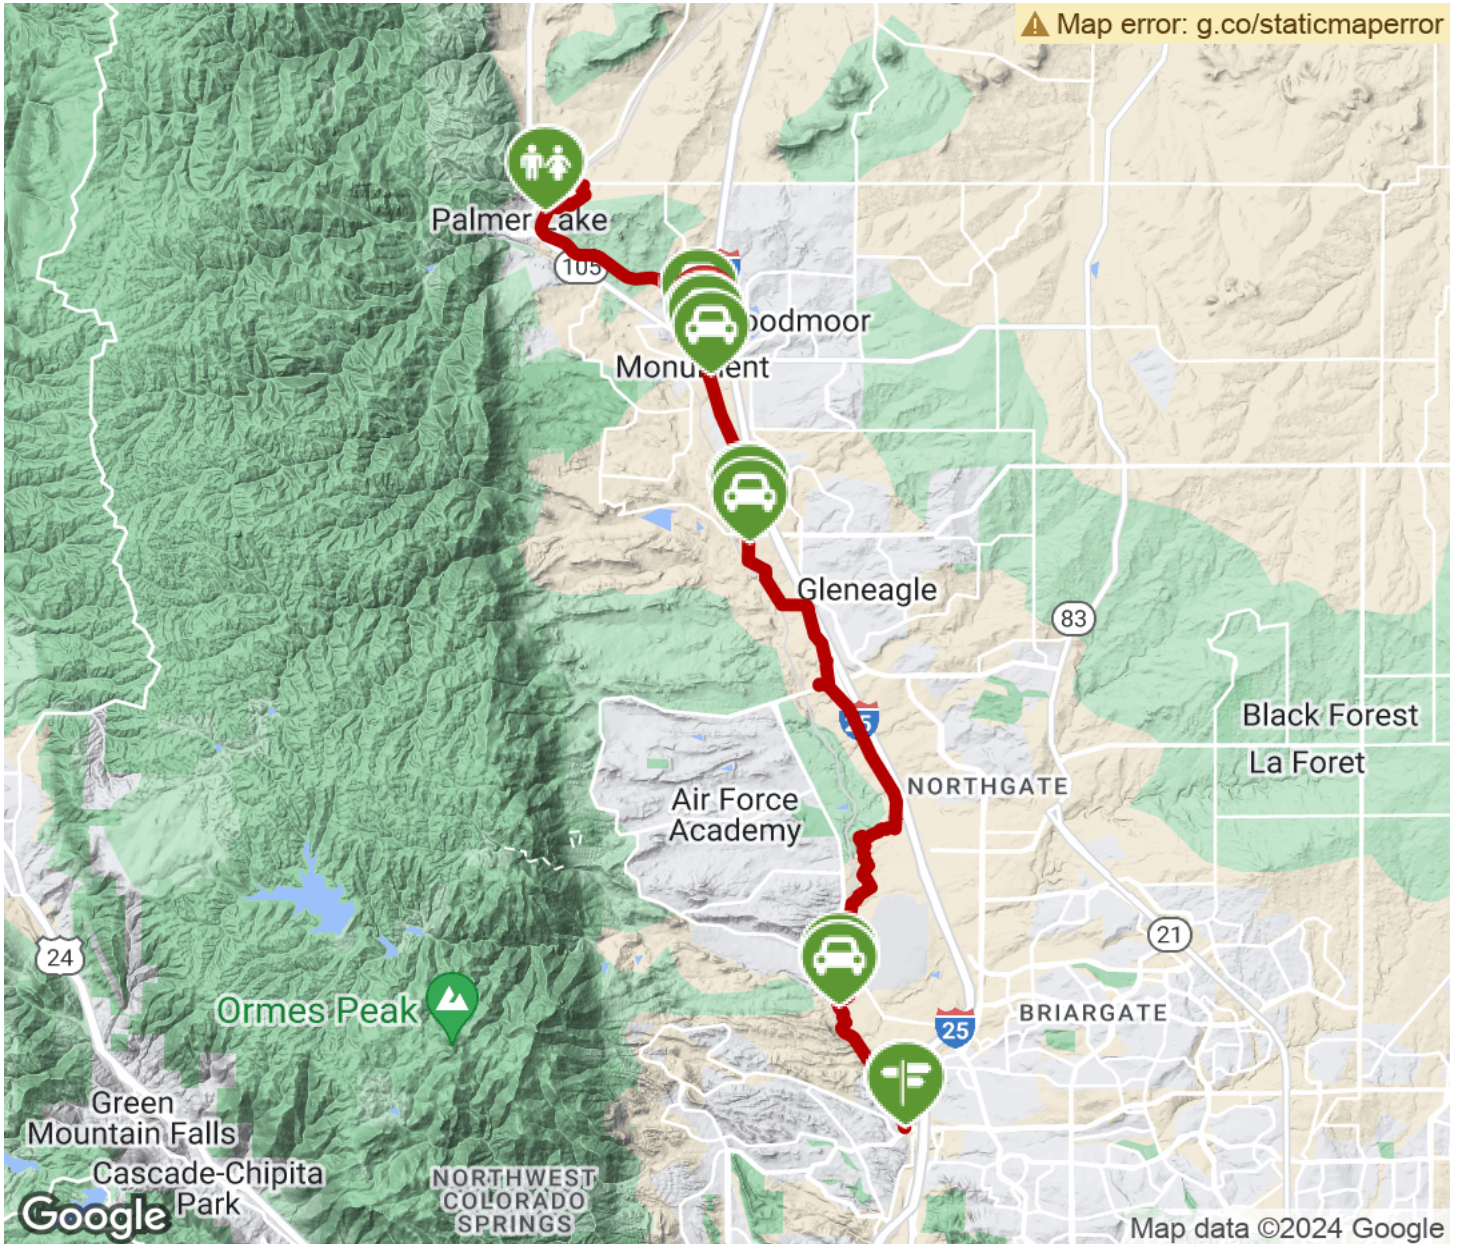 Map error: g.co/staticmaperror
Palmer Lake
105
Monument
Gleneagle
83
Black Forest
La Foret
NORTHGATE
Air Force
Academy
21
24
Ormes Peak
25
BRIARGATE
Green
Mountain Falls
Cascade-Chipita
Park
NORTHWEST
COLORADO
SPRINGS
Google
Map data ©2024 Google